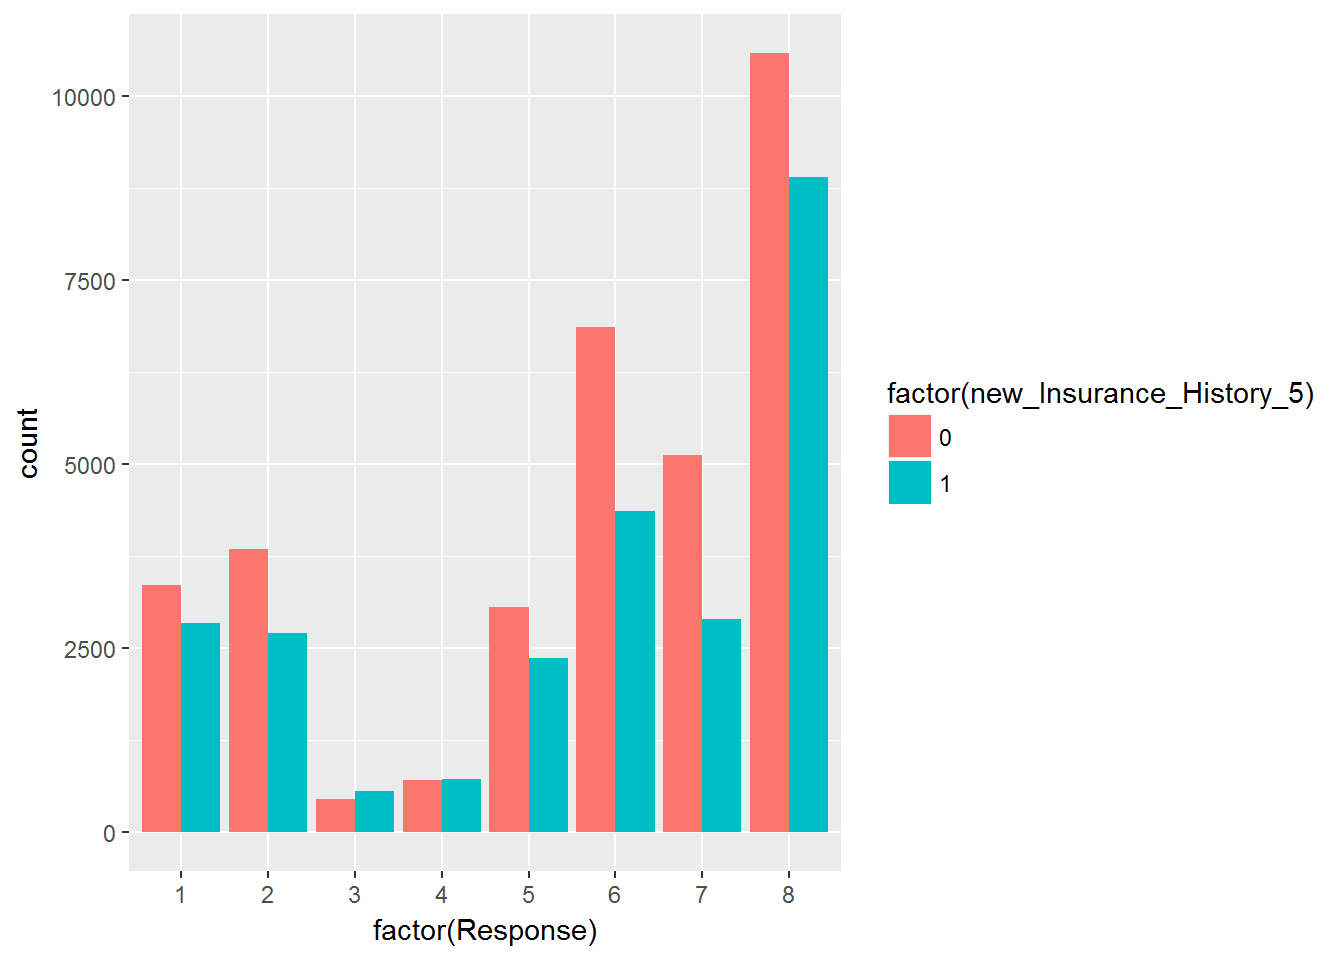 count
10000
7500
5000
2500
0
1 2 3 4 5 6 7 8
factor(Response)
factor(new_Insurance_History_5)
0
1